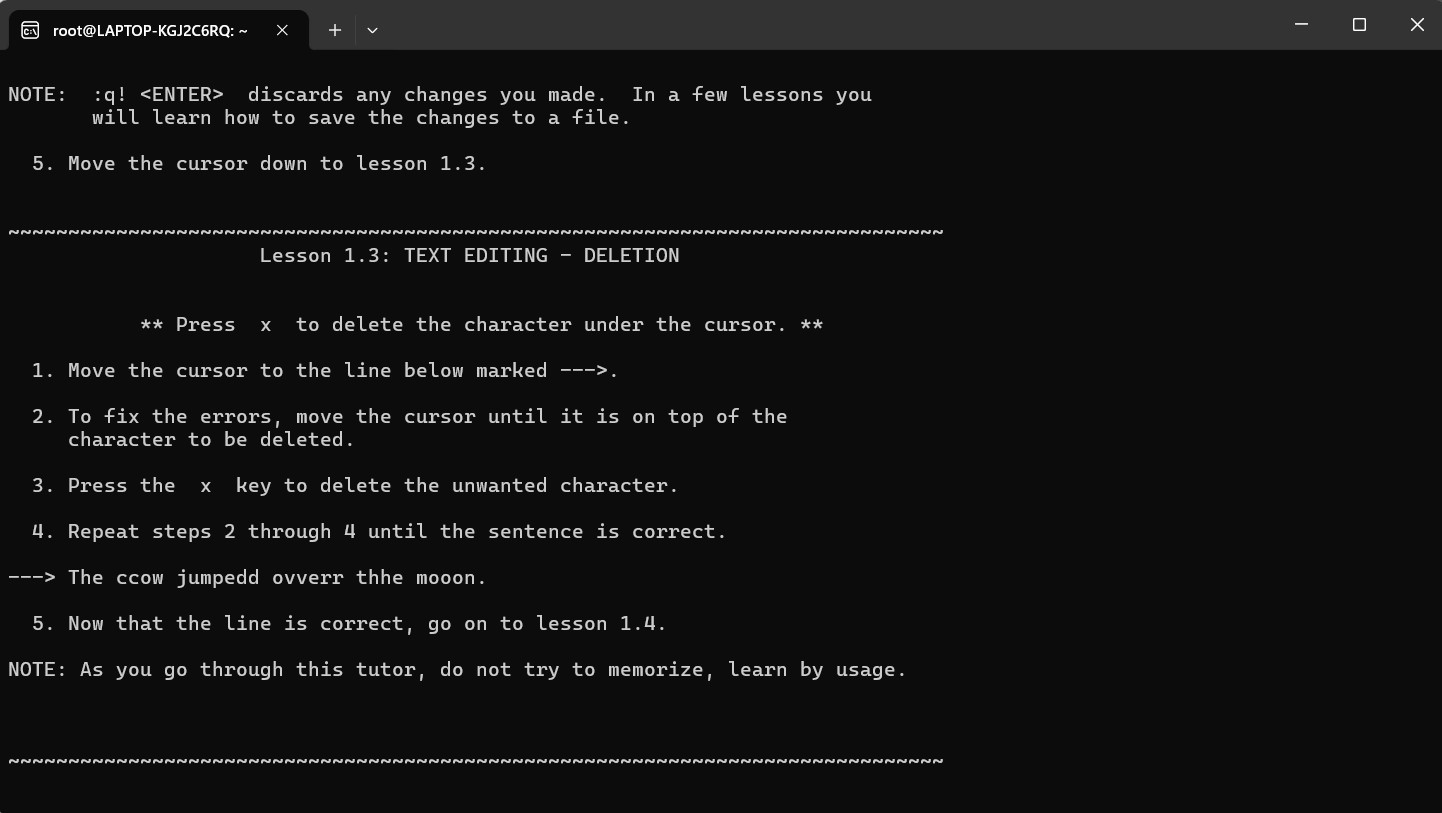 root@LAPTOP-KGJ2C6RQ: ~
NOTE:  :q! <ENTER>  discards any changes you made.  In a few lessons you
       will learn how to save the changes to a file.
  5. Move the cursor down to lesson 1.3.
~~~~~~~~~~~~~~~~~~~~~~~~~~~~~~~~~~~~~~~~~~~~~~~~~~~~~~~~~~~~~~~~~~~~~~~~~~~~~~
                     Lesson 1.3: TEXT EDITING - DELETION
           ** Press  x  to delete the character under the cursor. **
  1. Move the cursor to the line below marked --->.
  2. To fix the errors, move the cursor until it is on top of the
     character to be deleted.
  3. Press the  x  key to delete the unwanted character.
  4. Repeat steps 2 through 4 until the sentence is correct.
---> The ccow jumpedd ovverr thhe mooon.
  5. Now that the line is correct, go on to lesson 1.4.
NOTE: As you go through this tutor, do not try to memorize, learn by usage.
~~~~~~~~~~~~~~~~~~~~~~~~~~~~~~~~~~~~~~~~~~~~~~~~~~~~~~~~~~~~~~~~~~~~~~~~~~~~~~